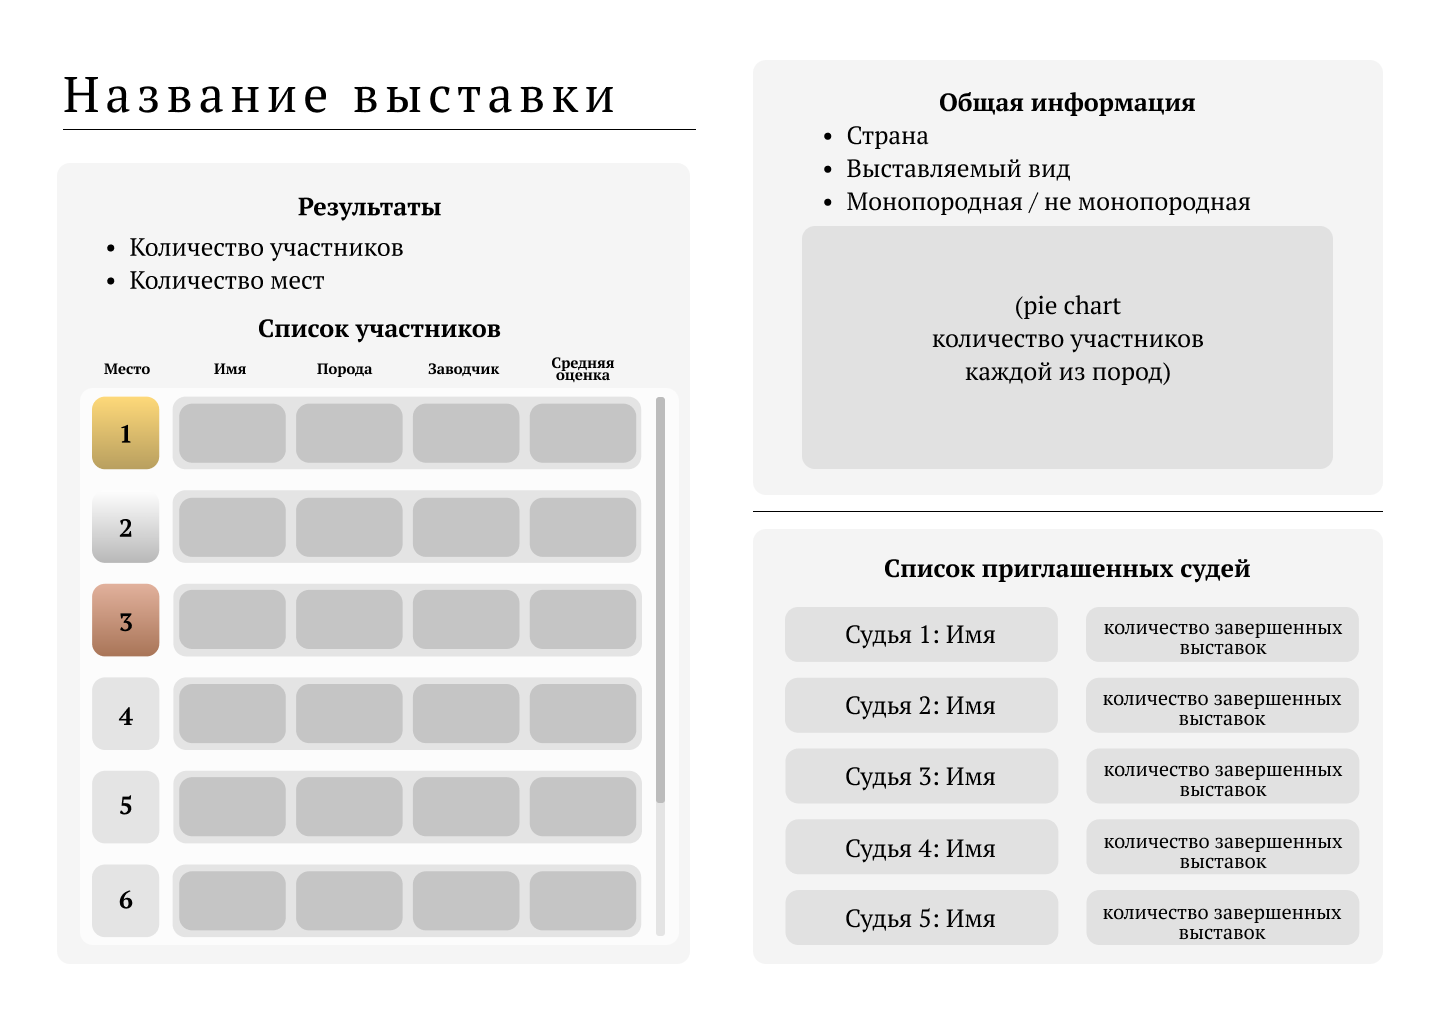 Название выставки
Результаты
• Количество участников
• Количество мест
Список участников
Место Имя Порода Заводчик Средняя
оценка
1
2
3
4
5
6
Общая информация
• Страна
• Выставляемый вид
• Монопородная / не монопородная
(pie chart
количество участников
каждой из пород)
Список приглашенных судей
Судья 1: Имя
количество завершенных
выставок
Судья 2: Имя
количество завершенных
выставок
Судья 3: Имя
количество завершенных
выставок
Судья 4: Имя
количество завершенных
выставок
Судья 5: Имя
количество завершенных
выставок